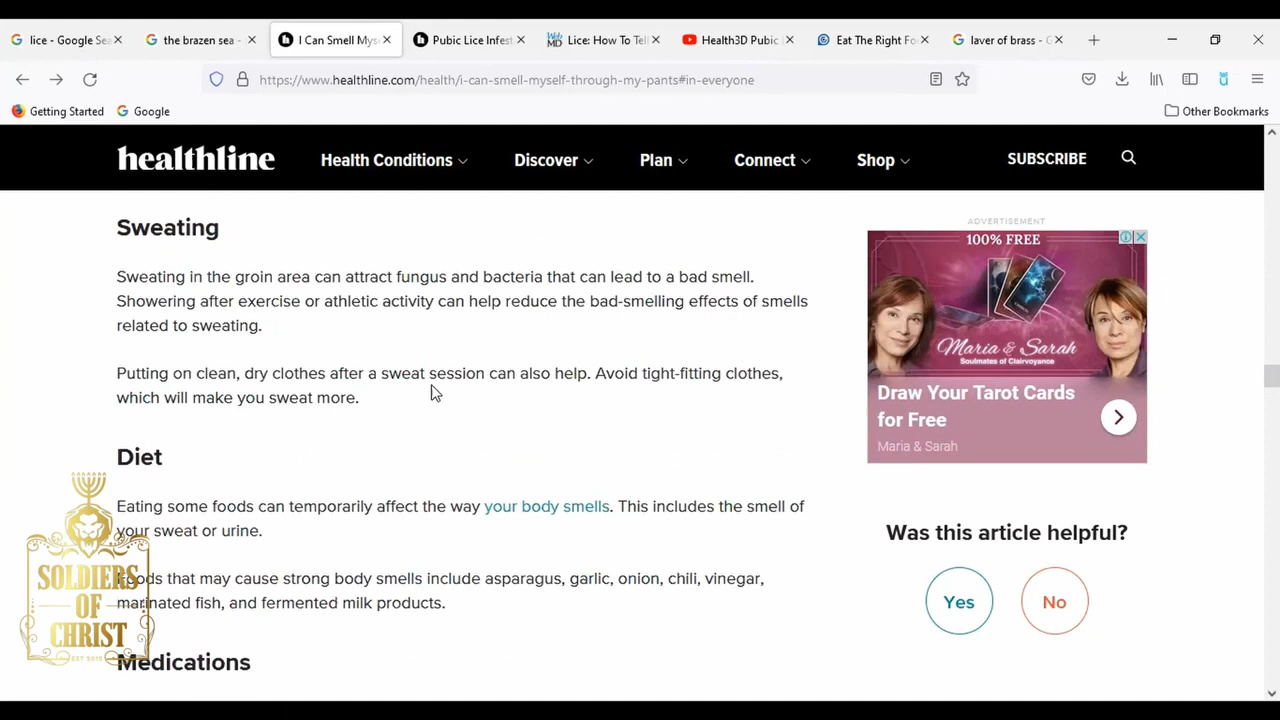 lice - Google Sea
the brazen sea -
I Can Smell Myse
Pubic Lice Infest
Web MD
Lice: How To Tell
Health3D Pubic L
Eat The Right Fo
laver of brass - G
https://www.healthline.com/health/i-can-smell-myself-through-my-pants#in-everyone
Getting Started
Google
Other Bookmarks
healthline
Health Conditions
Discover
Plan
Connect
Shop
SUBSCRIBE
Sweating
Sweating in the groin area can attract fungus and bacteria that can lead to a bad smell.
Showering after exercise or athletic activity can help reduce the bad-smelling effects of smells
related to sweating.
Putting on clean, dry clothes after a sweat session can also help. Avoid tight-fitting clothes,
which will make you sweat more.
Diet
Eating some foods can temporarily affect the way your body smells. This includes the smell of
your sweat or urine.
Foods that may cause strong body smells include asparagus, garlic, onion, chili, vinegar,
marinated fish, and fermented milk products.
Medications
ADVERTISEMENT
100% FREE
Maria & Sarah
Soulmates of Clairvoyance
Draw Your Tarot Cards
for Free
Maria & Sarah
Was this article helpful?
Yes
No
SOLDIERS
OF
CHRIST
EST 2015